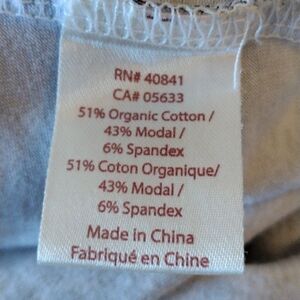 RN# 40841
CA# 05633
51% Organic Cotton /
43% Modal /
6% Spandex
51% Coton Organique/
43% Modal /
6% Spandex
Made in China
Fabriqué en Chine